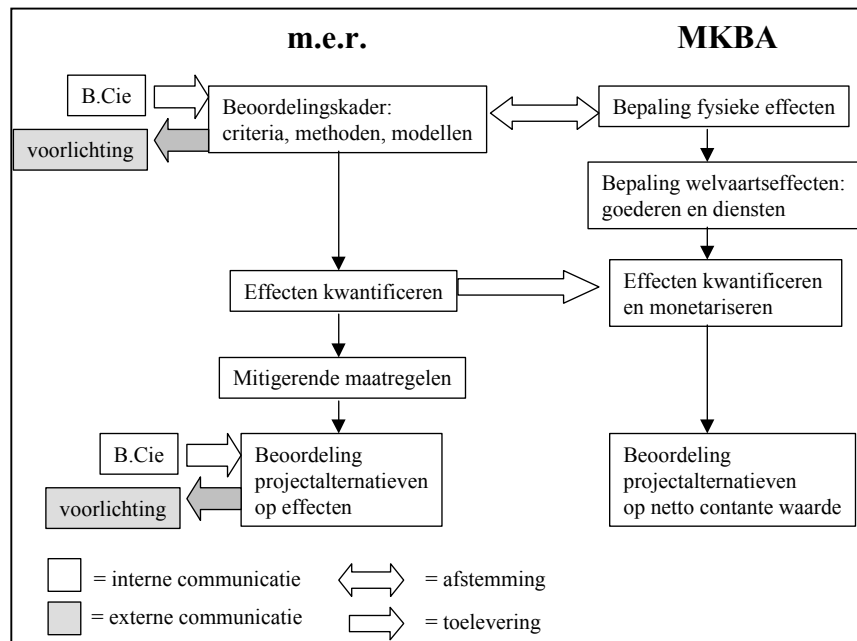 m.e.r.
MKBA
B.Cie
Beoordelingskader:
criteria, methoden, modellen
Bepaling fysieke effecten
voorlichting
Bepaling welvaartseffecten:
goederen en diensten
Effecten kwantificeren
Effecten kwantificeren
en monetariseren
Mitigerende maatregelen
B.Cie
Beoordeling
projectalternatieven
op effecten
voorlichting
Beoordeling
projectalternatieven
op netto contante waarde
= interne communicatie
= afstemming
= externe communicatie
= toelevering